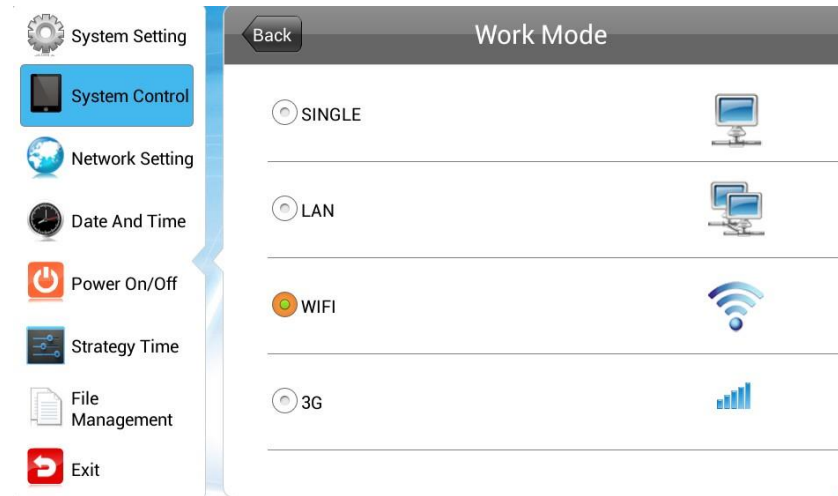 System Setting
System Control
Network Setting
Date And Time
Power On/Off
Strategy Time
File
Management
Exit
Back
Work Mode
SINGLE
LAN
WIFI
3G